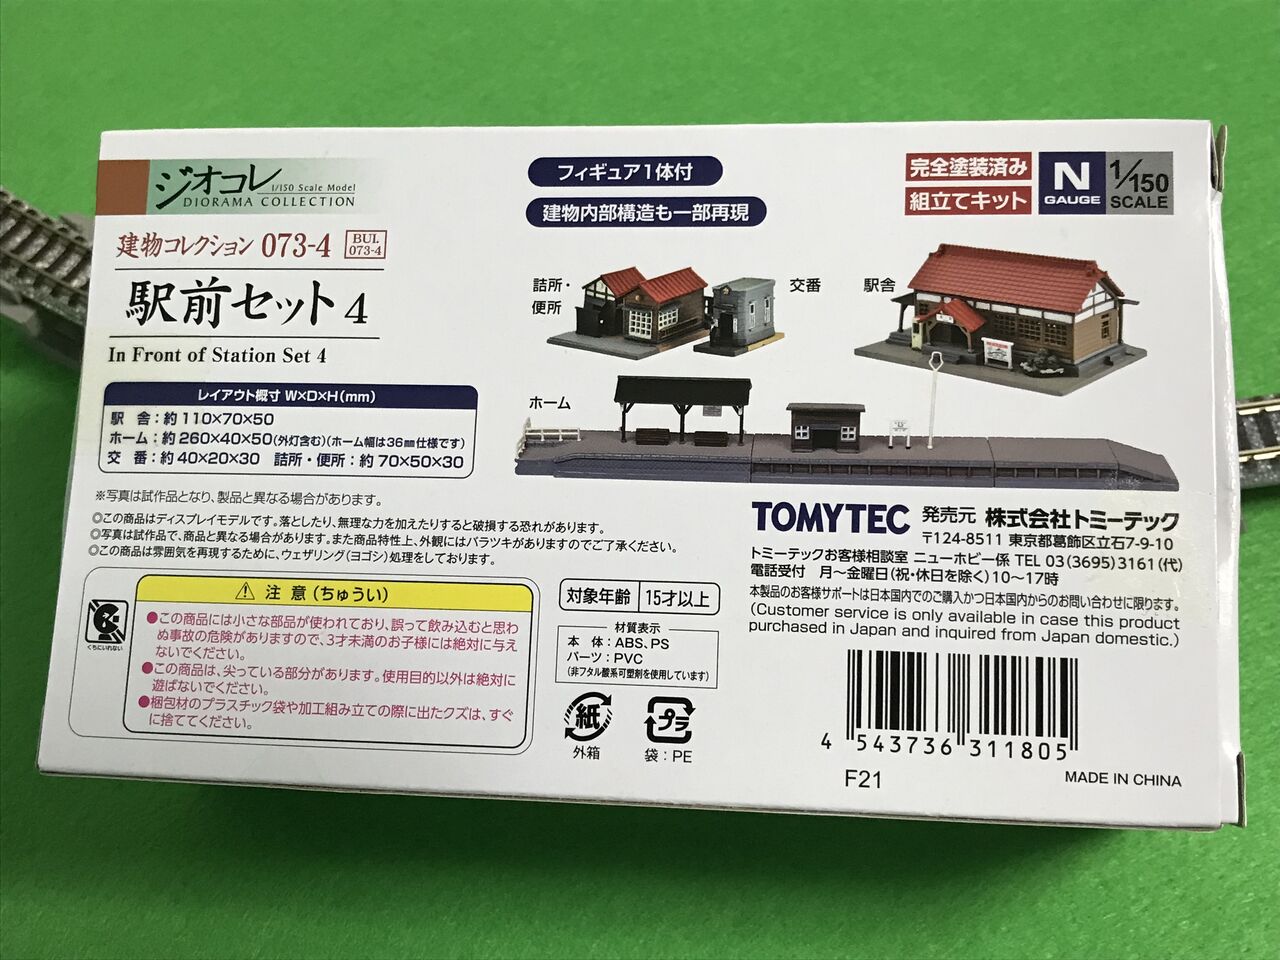 ジオコレ
1/150 Scale Model
DIORAMA COLLECTION
建物コレクション 073-4
BUI.
073-4
駅前セット 4
In Front of Station Set 4
フィギュア1体付
建物内部構造も一部再現
完全塗装済み
組立てキット
N
GAUGE
1/150
SCALE
詰所・
便所
交番
駅舎
ホーム
レイアウト概寸 W×D×H(mm)
駅 舎：約110×70×50
ホーム：約260×40×50(外灯含む)(ホーム幅は36mm仕様です)
交 番：約40×20×30 詰所・便所：約70×50×30
※写真は試作品となり、製品と異なる場合があります。
◎この商品はディスプレイモデルです。落としたり、無理な力を加えたりすると破損する恐れがあります。
◎写真は試作品で、商品と異なる場合があります。また商品特性上、外観にはバラツキがありますのでご了承ください。
◎この商品は雰囲気を再現するために、ウェザリング(ヨゴシ)処理をしております。
TOMYTEC 発売元 株式会社トミーテック
〒124-8511 東京都葛飾区立石7-9-10
トミーテックお客様相談室 ニューホビー係 TEL 03(3695)3161(代)
電話受付 月～金曜日(祝・休日を除く)10～17時
本製品のお客様サポートは日本国内でのご購入かつ日本国内からのお問い合わせに限ります。
(Customer service is only available in case this product
purchased in Japan and inquired from Japan domestic.)
くちにいれない
注 意 (ちゅうい)
●この商品には小さな部品が使われており、誤って飲み込むと思わ
ぬ事故の危険がありますので、3才未満のお子様には絶対に与え
ないでください。
●この商品は、尖っている部分があります。使用目的以外は絶対に
遊ばないでください。
●梱包材のプラスチック袋や加工組み立ての際に出たクズは、すぐ
に捨ててください。
対象年齢 15才以上
材質表示
本 体：ABS、PS
パーツ：PVC
(非フタル酸系可塑剤を使用しています)
紙
外箱
プラ
袋：PE
4 543736 311805
F21
MADE IN CHINA